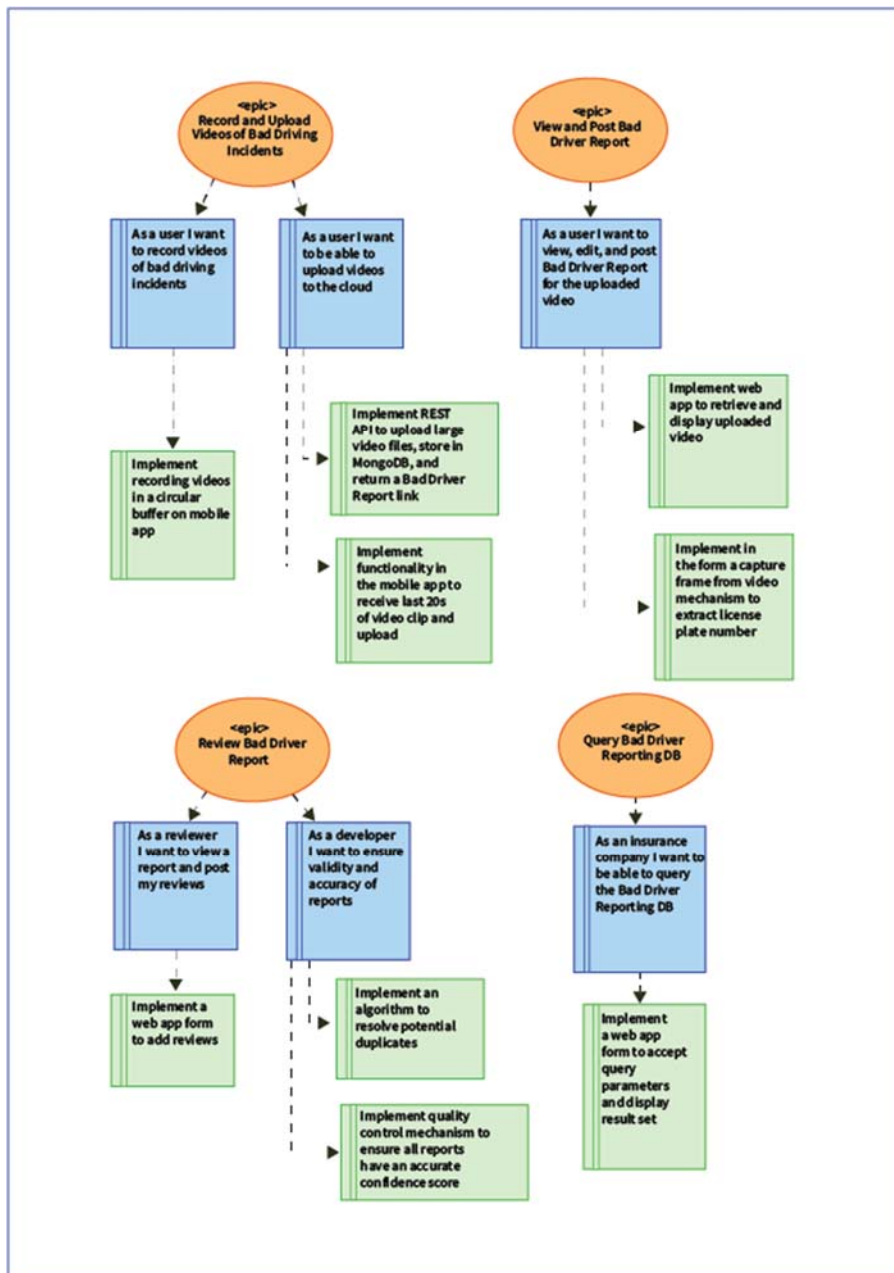 <epic>
Record and Upload
Videos of Bad Driving
Incidents
<epic>
View and Post Bad
Driver Report
As a user I want
to record videos
of bad driving
incidents
As a user I want
to be able to
upload videos
to the cloud
As a user I want to
view, edit, and post
Bad Driver Report
for the uploaded
video
Implement
recording videos
in a circular
buffer on mobile
app
Implement REST
API to upload large
video files, store in
MongoDB, and
return a Bad Driver
Report link
Implement
functionality in
the mobile app to
receive last 20s
of video clip and
upload
Implement web
app to retrieve and
display uploaded
video
Implement in
the form a capture
frame from video
mechanism to
extract license
plate number
<epic>
Review Bad Driver
Report
<epic>
Query Bad Driver
Reporting DB
As a reviewer
I want to view a
report and post
my reviews
As a developer
I want to ensure
validity and
accuracy of
reports
As an insurance
company I want to
be able to query
the Bad Driver
Reporting DB
Implement a
web app form
to add reviews
Implement an
algorithm to
resolve potential
duplicates
Implement quality
control mechanism to
ensure all reports
have an accurate
confidence score
Implement
a web app
form to accept
query
parameters
and display
result set